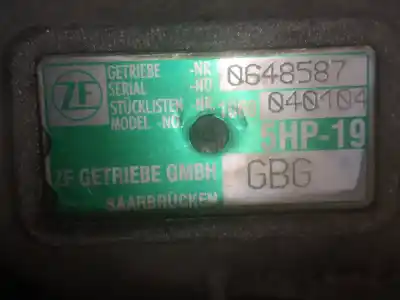 ZF
GETRIEBE -NR 0648587
SERIAL -NO
STÜCKLISTEN -NR 040104
MODEL -NO.
5HP-19
ZF GETRIEBE GMBH GBG
SAARBRÜCKEN